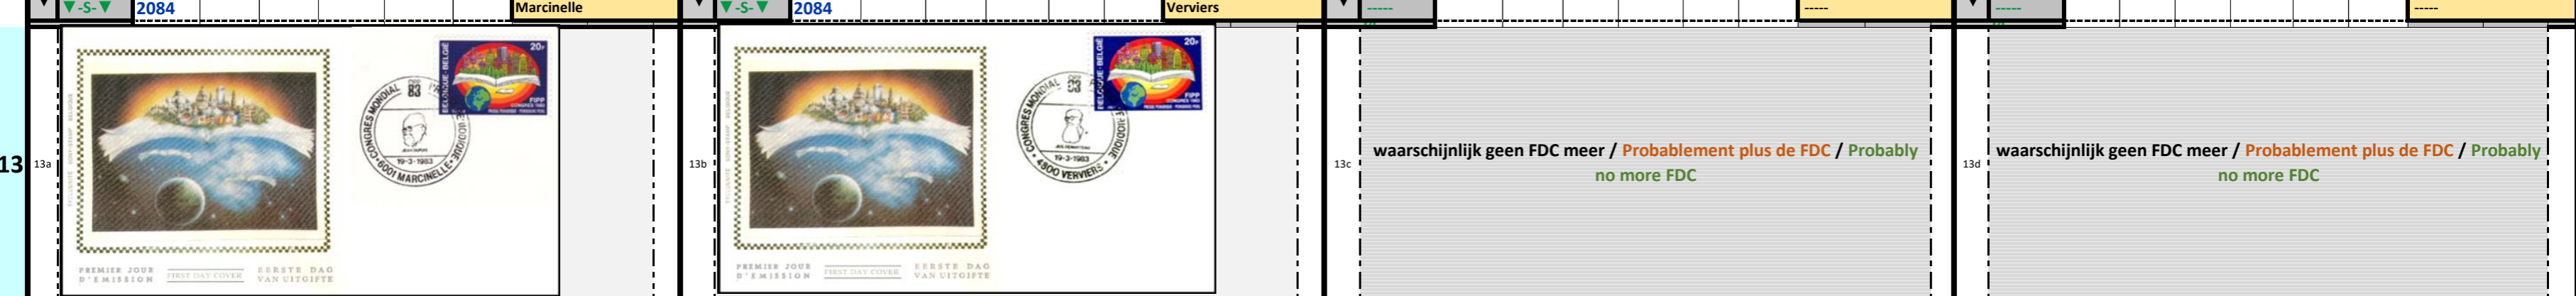 ▼ ▼-S-▼ 2084 Marcinelle ▼ ▼-S-▼ 2084 Verviers ▼ ----- ----- ▼ ----- -----
13
13a
BELGIQUE-BELGIË
20F
FIPP
CONGRES 1983
CONGRES MONDIAL
83
19-3-1983
6001 MARCINELLE
PREMIER JOUR
D'EMISSION
FIRST DAY COVER
EERSTE DAG
VAN UITGIFTE
13b
BELGIQUE-BELGIË
20F
FIPP
CONGRES 1983
CONGRES MONDIAL
19-3-1983
4800 VERVIERS
PREMIER JOUR
D'EMISSION
FIRST DAY COVER
EERSTE DAG
VAN UITGIFTE
13c
waarschijnlijk geen FDC meer / Probablement plus de FDC / Probably
no more FDC
13d
waarschijnlijk geen FDC meer / Probablement plus de FDC / Probably
no more FDC